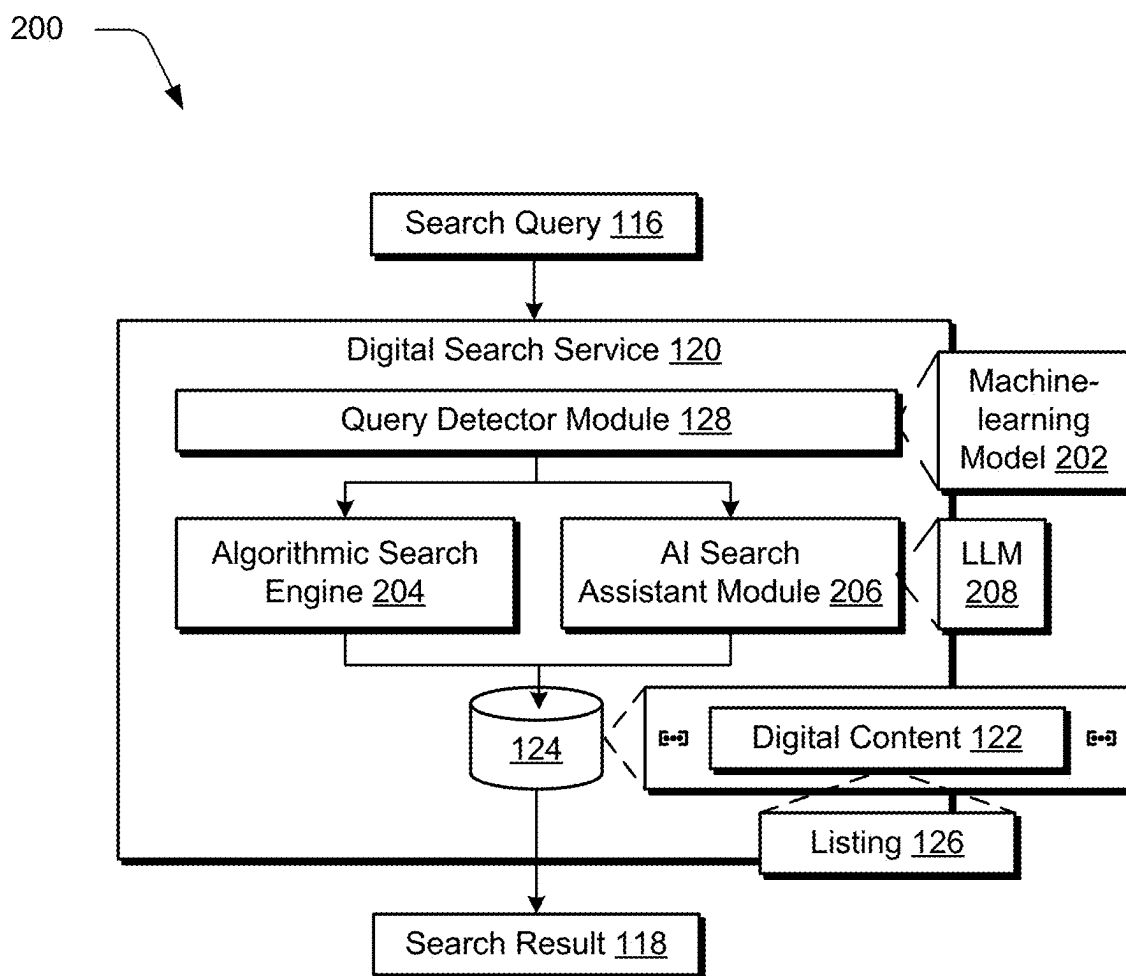 200
Search Query 116
Digital Search Service 120
Query Detector Module 128
Machine-
learning
Model 202
Algorithmic Search
Engine 204
AI Search
Assistant Module 206
LLM
208
124
Digital Content 122
Listing 126
Search Result 118